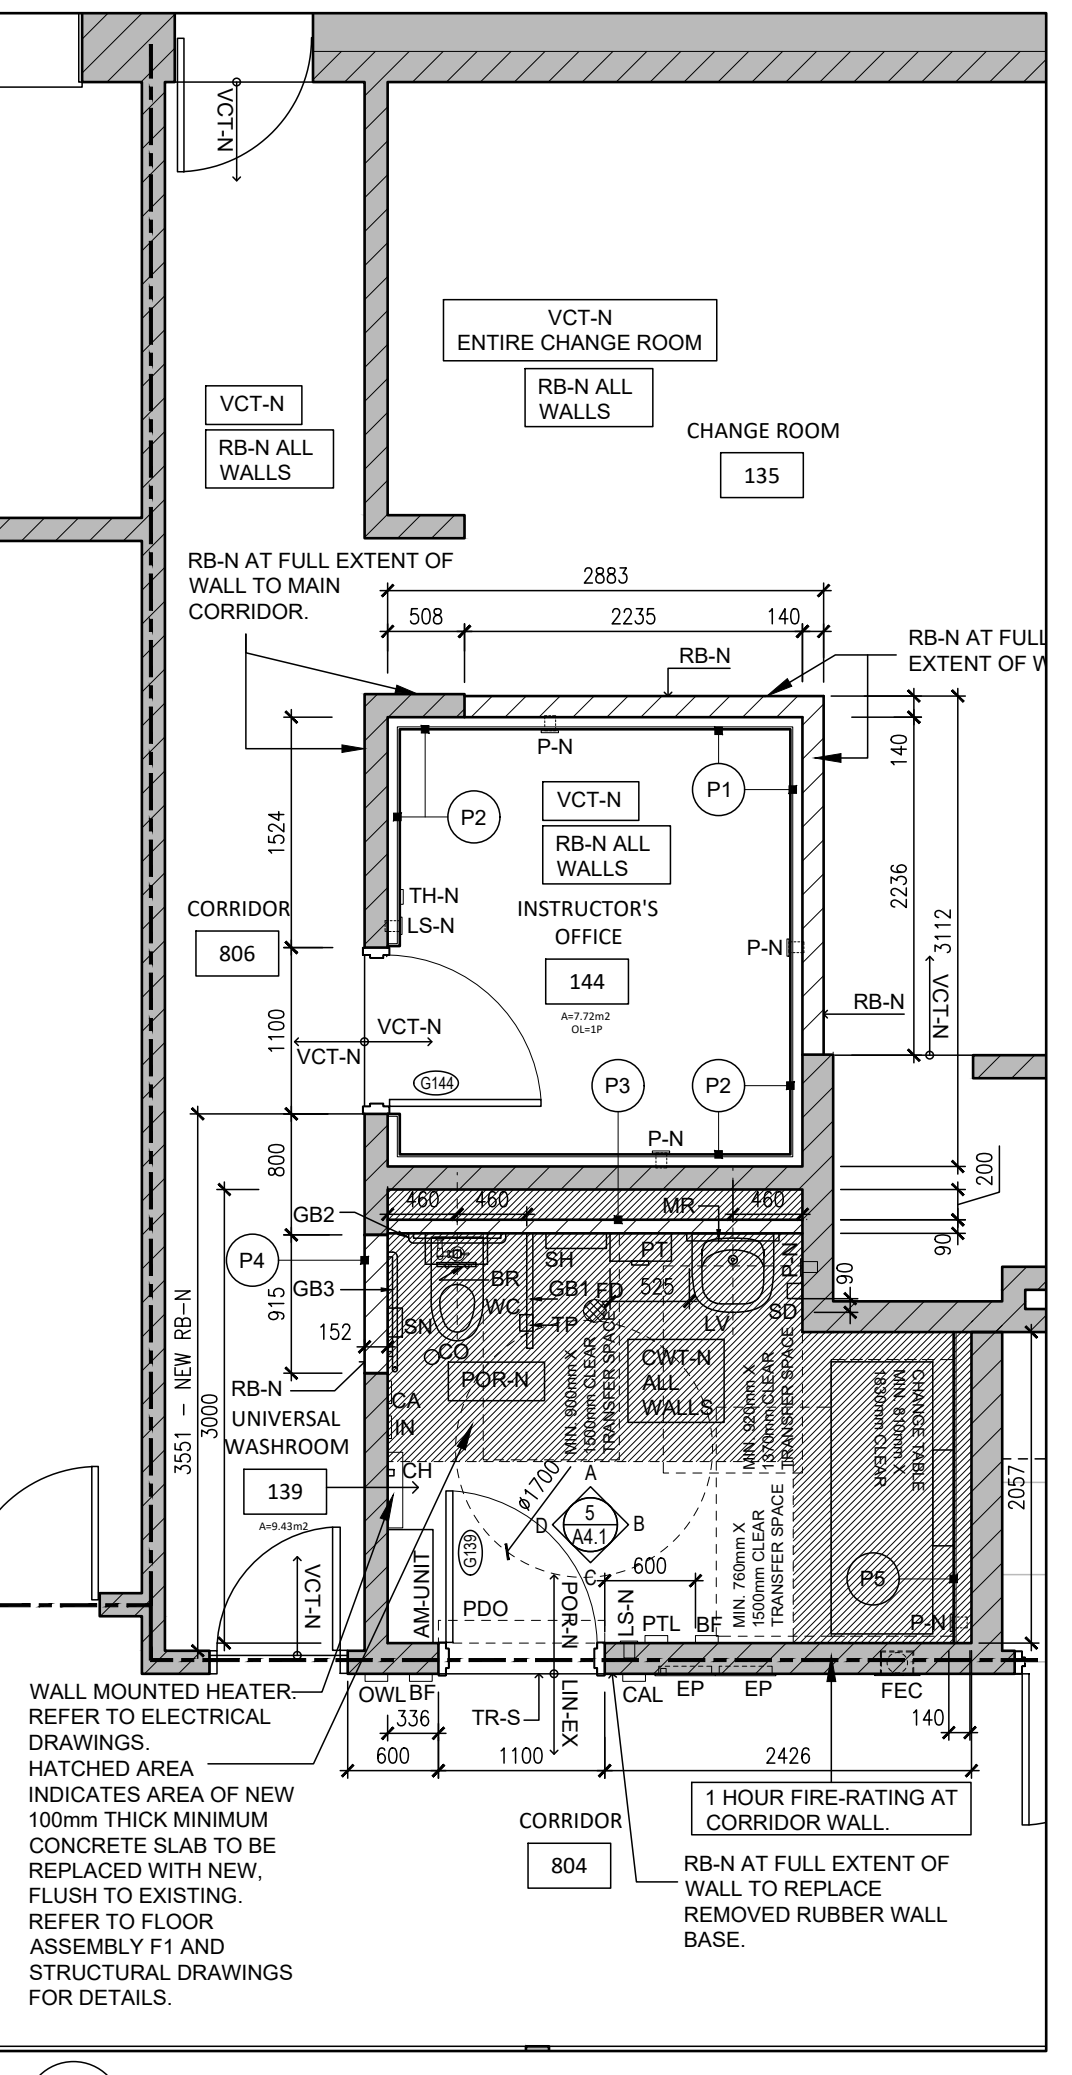 VCT-N
VCT-N
ENTIRE CHANGE ROOM
RB-N ALL
WALLS
VCT-N
RB-N ALL
WALLS
CHANGE ROOM
135
RB-N AT FULL EXTENT OF
WALL TO MAIN
CORRIDOR.
2883
508
2235
140
RB-N
RB-N AT FULL
EXTENT OF W
P-N
P1
P2
VCT-N
RB-N ALL
WALLS
140
1524
2236
3112
TH-N
LS-N
INSTRUCTOR'S
OFFICE
144
A=7.72m2
OL=1P
P-N
CORRIDOR
806
RB-N
VCT-N
1100
VCT-N
VCT-N
G144
P3
P2
P-N
800
200
460
460
MR
460
GB2
P4
SH
PT
P-N
90
90
GB3
BR
WC
GB1
FD
525
915
SN
TP
LV
SD
152
CO
POR-N
CWT-N
ALL
WALLS
MIN. 900mm X
1500mm CLEAR
TRANSFER SPACE
MIN. 920mm X
1370mm CLEAR
TRANSFER SPACE
CHANGE TABLE
MIN. 810mm X
1830mm CLEAR
RB-N
CA
IN
3551 - NEW RB-N
3000
UNIVERSAL
WASHROOM
139
A=9.43m2
CH
ø1700
A
5
A4.1
B
C
D
2057
G139
600
MIN. 760mm X
1500mm CLEAR
TRANSFER SPACE
P5
VCT-N
AM-UNIT
PDO
POR-N
LS-N
PTL
BF
P-N
WALL MOUNTED HEATER.
REFER TO ELECTRICAL
DRAWINGS.
HATCHED AREA
INDICATES AREA OF NEW
100mm THICK MINIMUM
CONCRETE SLAB TO BE
REPLACED WITH NEW,
FLUSH TO EXISTING.
REFER TO FLOOR
ASSEMBLY F1 AND
STRUCTURAL DRAWINGS
FOR DETAILS.
OWL
BF
TR-S
LIN-EX
CAL
EP
EP
FEC
336
140
600
1100
2426
1 HOUR FIRE-RATING AT
CORRIDOR WALL.
CORRIDOR
804
RB-N AT FULL EXTENT OF
WALL TO REPLACE
REMOVED RUBBER WALL
BASE.